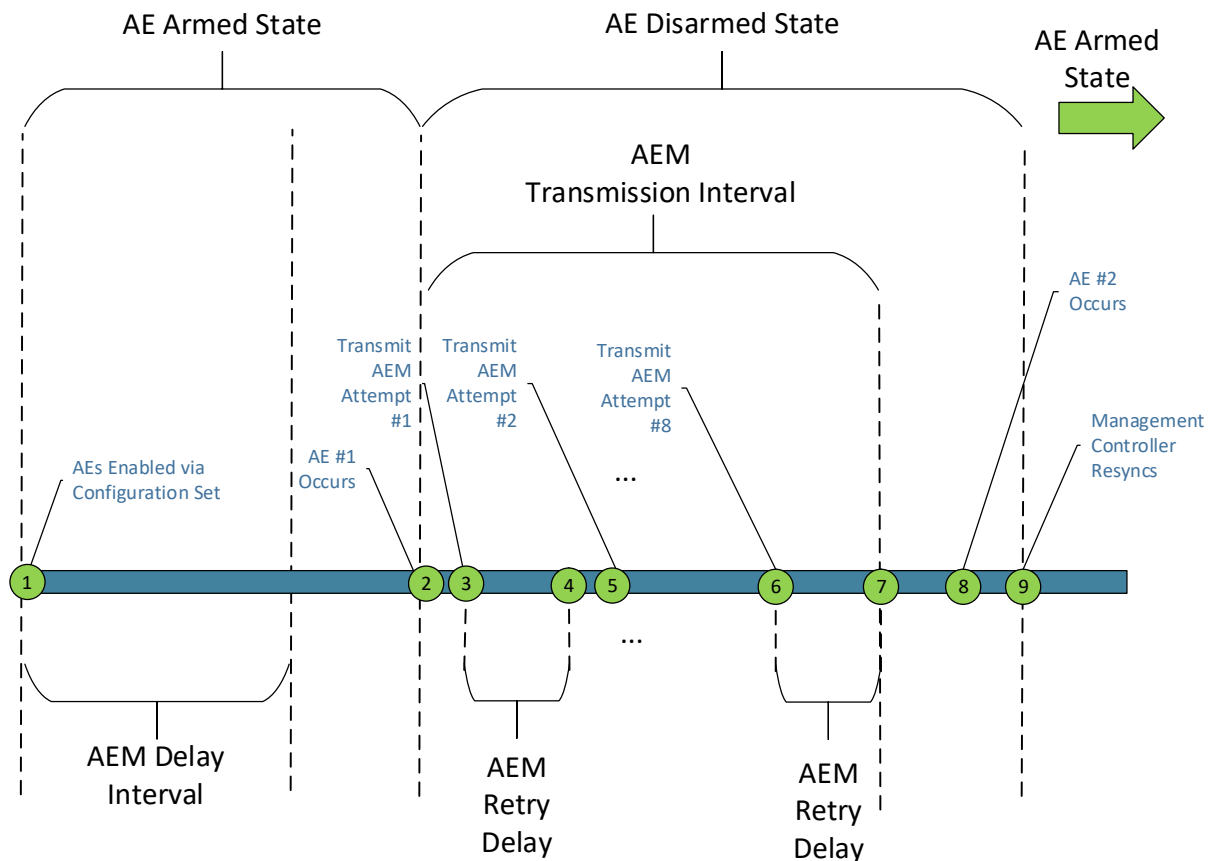 AE Armed State
AE Disarmed State
AE Armed
State
AEM
Transmission Interval
AE #2
Occurs
Transmit
AEM
Attempt
#1
Transmit
AEM
Attempt
#2
Transmit
AEM
Attempt
#8
Management
Controller
Resyncs
AE #1
Occurs
AEs Enabled via
Configuration Set
...
1
2
3
4
5
6
7
8
9
...
AEM Delay
Interval
AEM
Retry
Delay
AEM
Retry
Delay